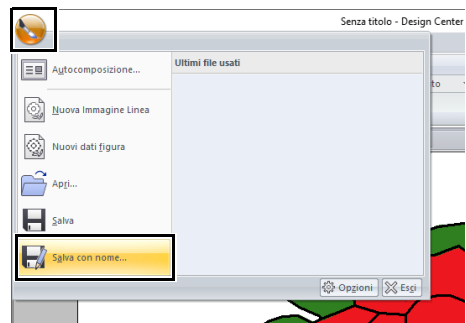 Senza titolo - Design Center
Ultimi file usati
Autocomposizione...
to
Nuova Immagine Linea
Nuovi dati figura
Apri...
Salva
Salva con nome...
Opzioni
Esci